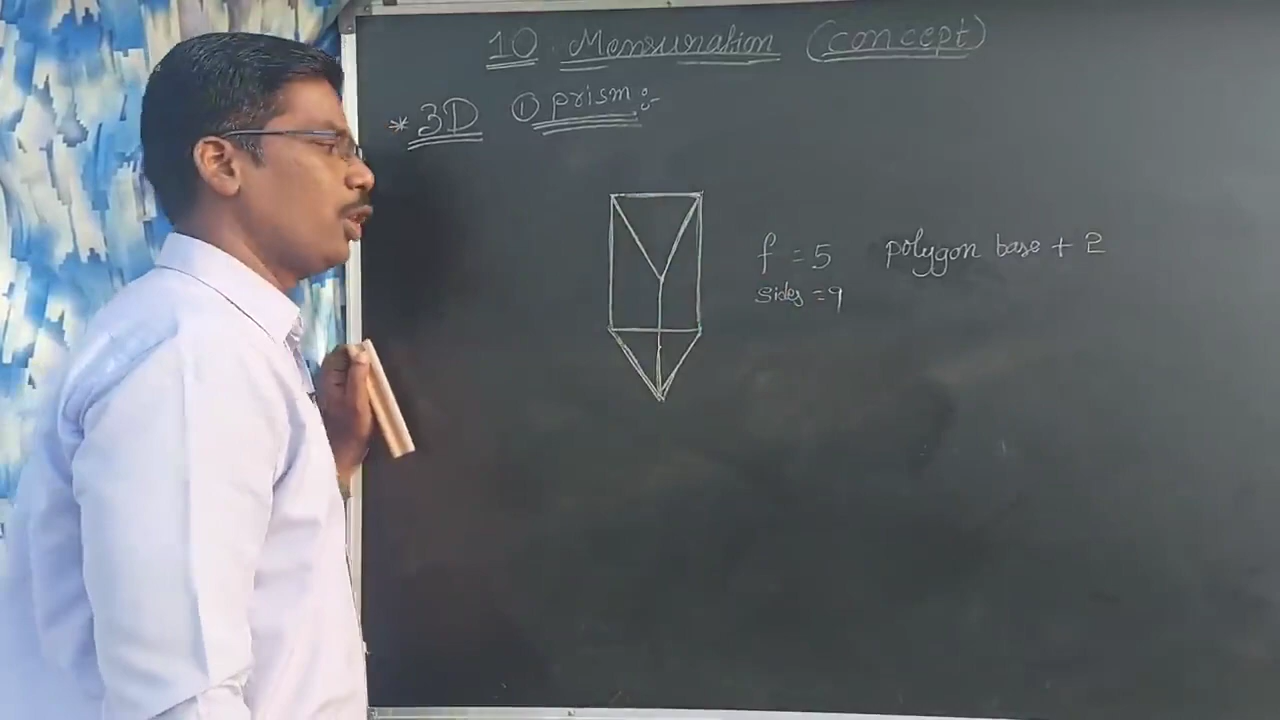 10 Mensuration (concept)
* 3D ① prism :-
f = 5 polygon base + 2
Sides = 9